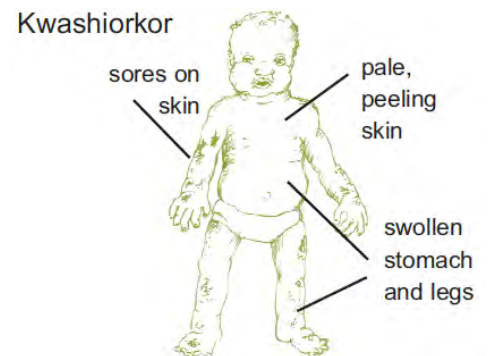 Kwashiorkor
sores on
skin
pale,
peeling
skin
swollen
stomach
and legs